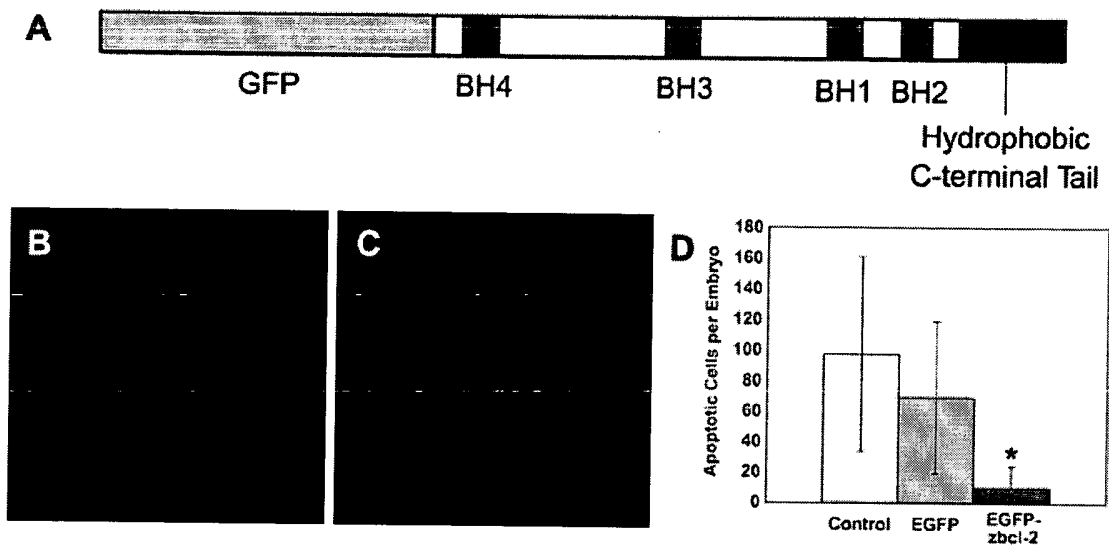 A
GFP
BH4
BH3
BH1
BH2
Hydrophobic
C-terminal Tail
B
C
D
Apoptotic Cells per Embryo
180
160
140
120
100
80
60
40
20
0
*
Control
EGFP
EGFP-
zbcl-2